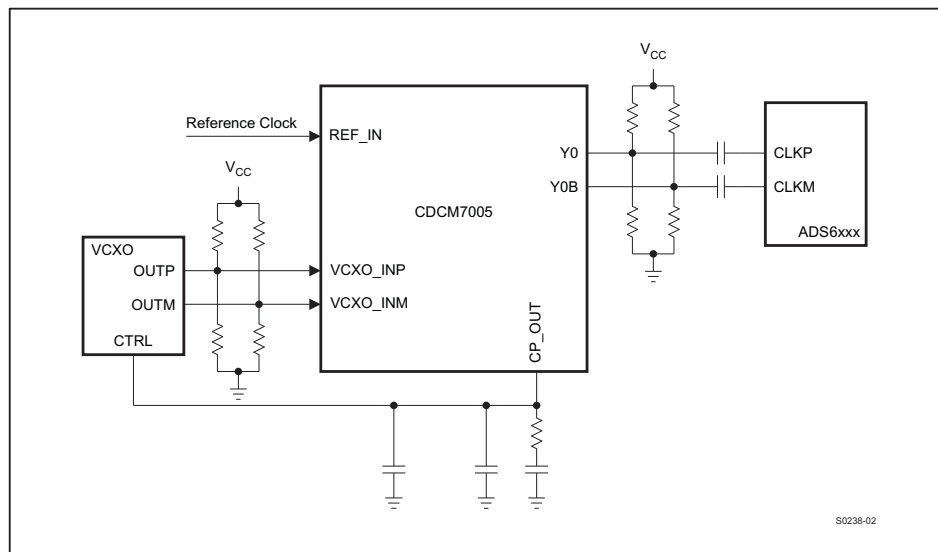 VCC
Reference Clock
REF_IN
Y0
CLKP
VCC
Y0B
CLKM
CDCM7005
ADS6xxx
VCXO
OUTP
VCXO_INP
OUTM
VCXO_INM
CTRL
CP_OUT
S0238-02